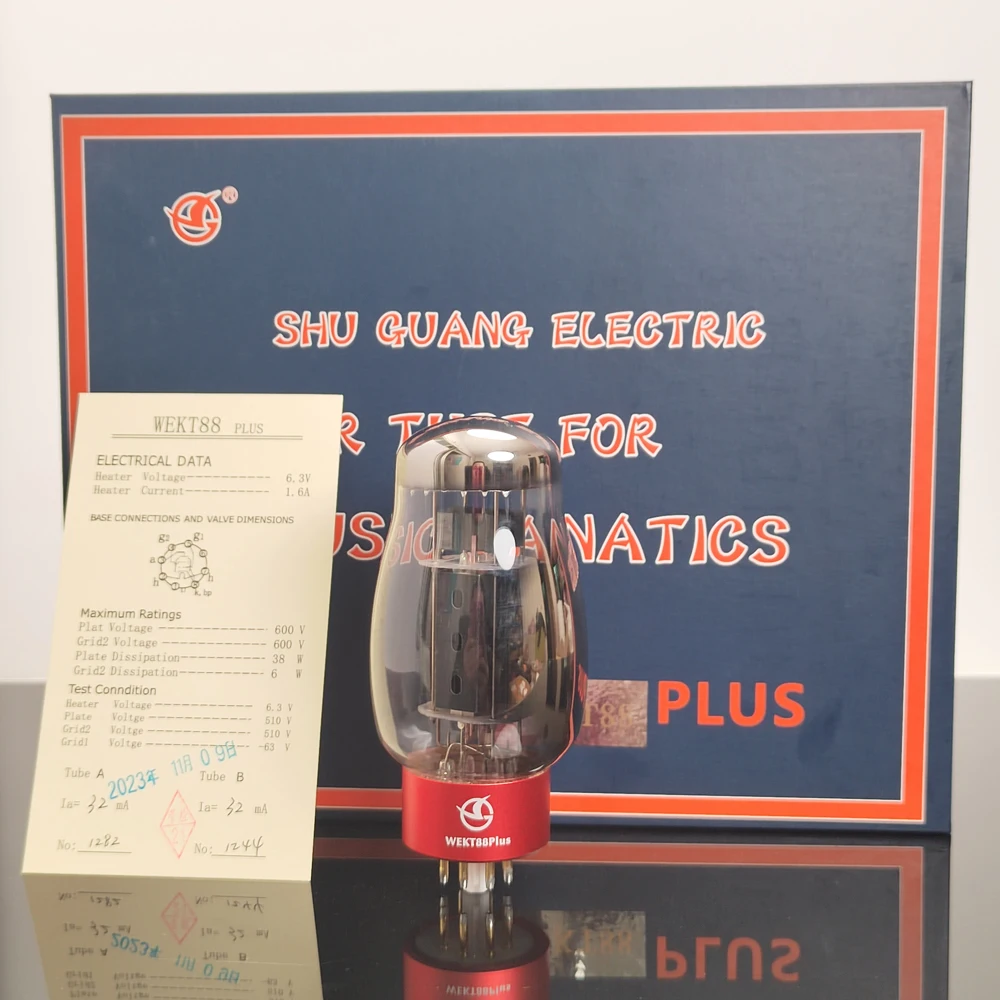 SHU GUANG ELECTRIC
FOR
ANATICS
PLUS
WEKT88 PLUS
ELECTRICAL DATA
Heater Voltage 6.3V
Heater Current 1.6A
BASE CONNECTIONS AND VALVE DIMENSIONS
g2 g1
a
h h
k, bp
Maximum Ratings
Plat Voltage 600 V
Grid2 Voltage 600 V
Plate Dissipation 38 W
Grid2 Dissipation 6 W
Test Conndition
Heater Voltage 6.3 V
Plate Voltge 510 V
Grid2 Voltge 510 V
Grid1 Voltge -63 V
Tube A Tube B
2023年 11月 09日
Ia= 32 mA Ia= 32 mA
No: 1282 No: 1244
WEKT88Plus